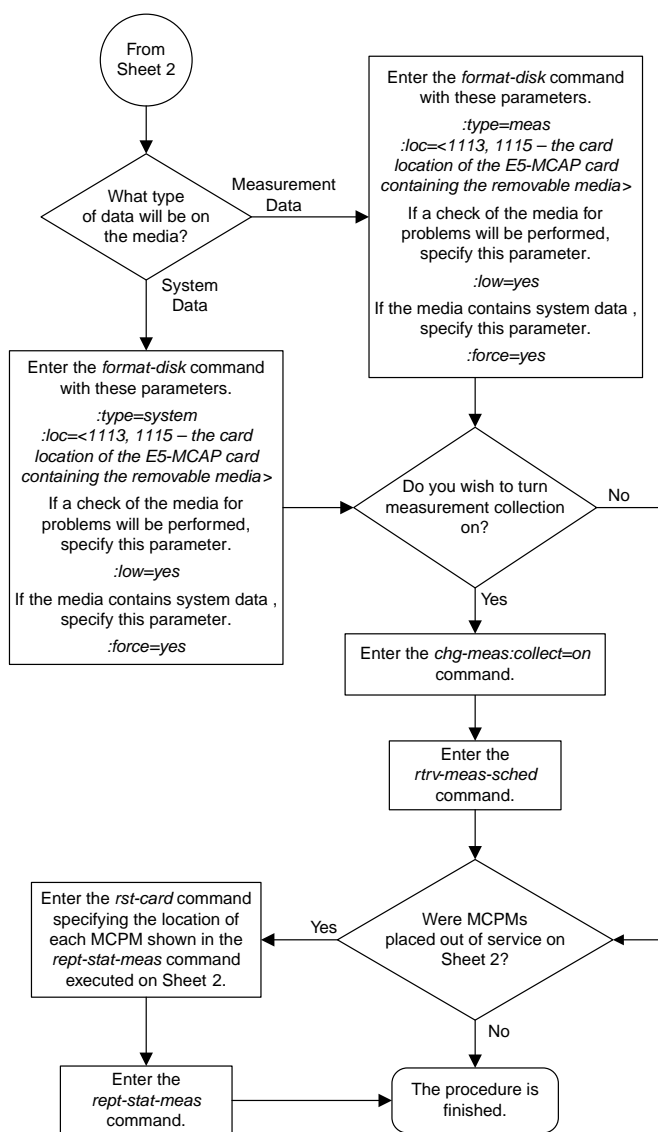 From
Sheet 2
What type
of data will be on
the media?
Measurement
Data
System
Data
Enter the format-disk command
with these parameters.
:type=meas
:loc=<1113, 1115 – the card
location of the E5-MCAP card
containing the removable media>
If a check of the media for
problems will be performed,
specify this parameter.
:low=yes
If the media contains system data ,
specify this parameter.
:force=yes
Enter the format-disk command
with these parameters.
:type=system
:loc=<1113, 1115 – the card
location of the E5-MCAP card
containing the removable media>
If a check of the media for
problems will be performed,
specify this parameter.
:low=yes
If the media contains system data ,
specify this parameter.
:force=yes
Do you wish to turn
measurement collection
on?
No
Yes
Enter the chg-meas:collect=on
command.
Enter the
rtrv-meas-sched
command.
Were MCPMs
placed out of service on
Sheet 2?
Yes
No
Enter the rst-card command
specifying the location of
each MCPM shown in the
rept-stat-meas command
executed on Sheet 2.
Enter the
rept-stat-meas
command.
The procedure is
finished.